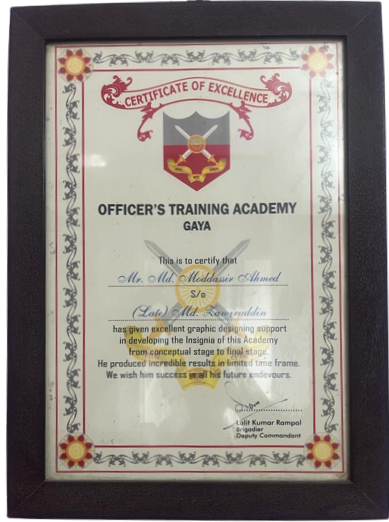 CERTIFICATE OF EXCELLENCE
OFFICER'S TRAINING ACADEMY
GAYA
This is to certify that
Mr. Md. Moddassir Ahmed
S/o
(Late) Md. Zamiruddin
has given excellent graphic designing support
in developing the Insignia of this Academy
from conceptual stage to final stage.
He produced incredible results in limited time frame.
We wish him success in all his future endeavours.
Lalit Kumar Rampal
Brigadier
Deputy Commandant